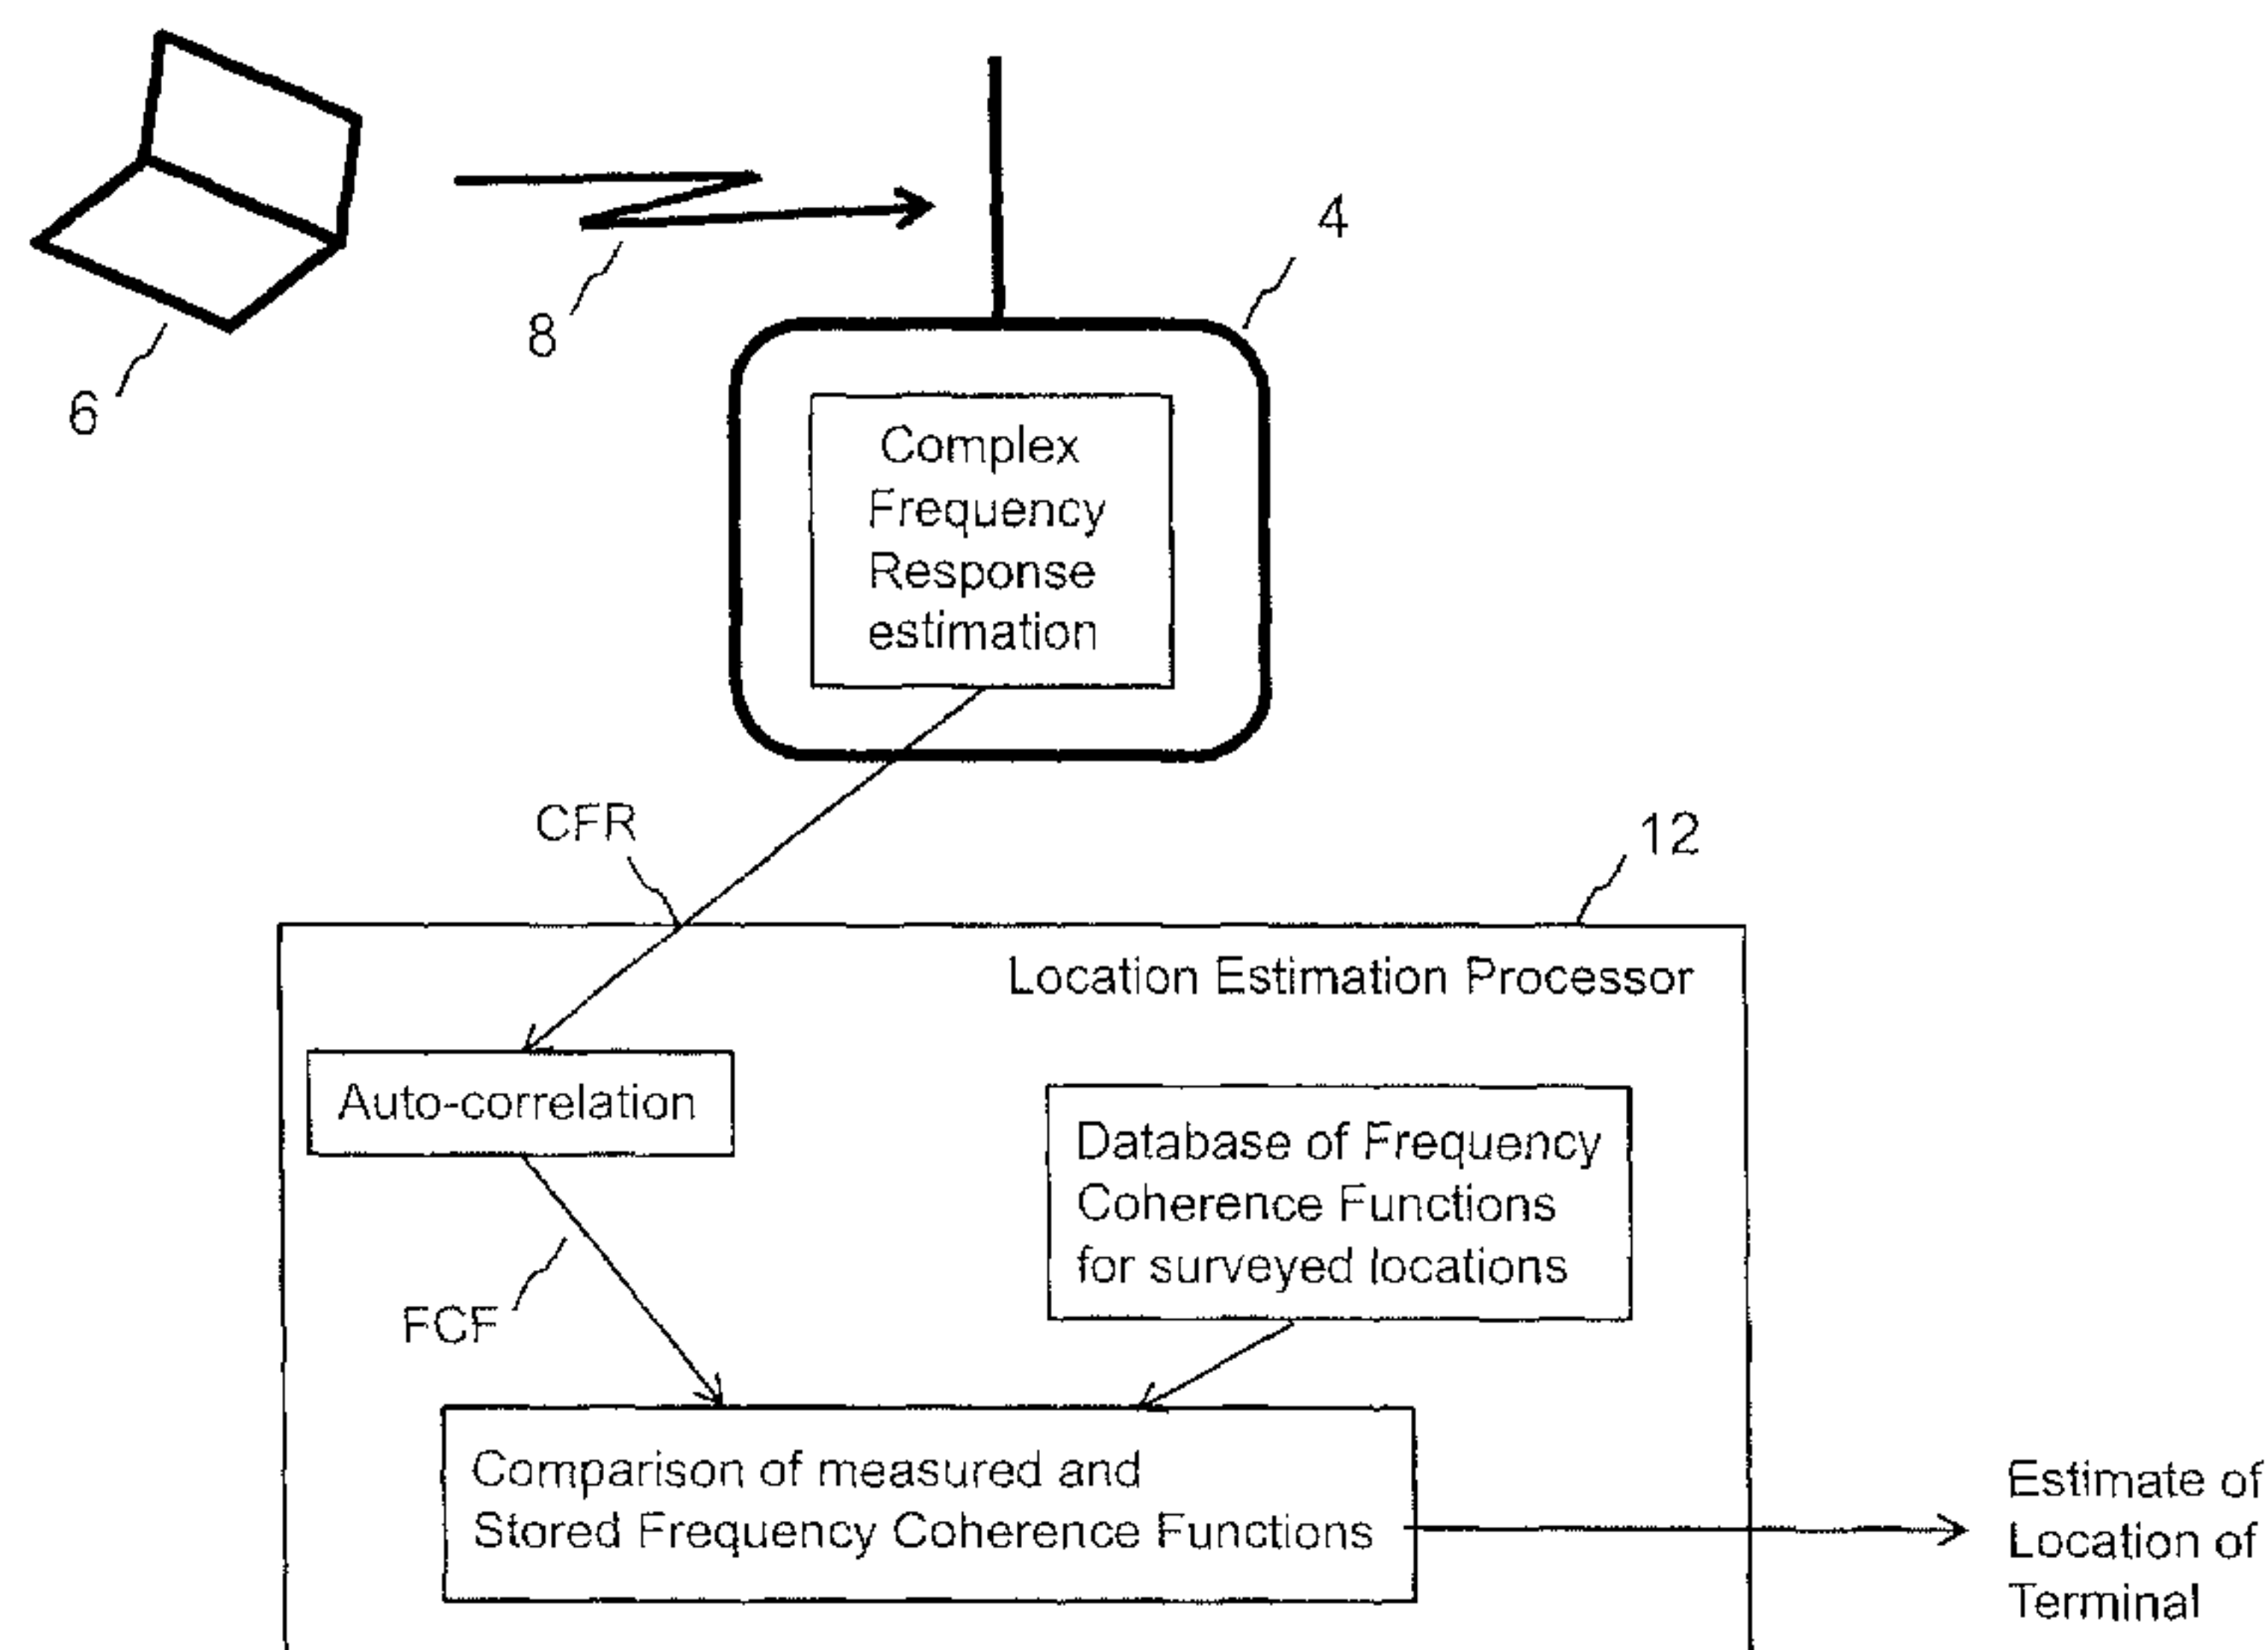 4
8
6
Complex
Frequency
Response
estimation
CFR
12
Location Estimation Processor
Auto-correlation
Database of Frequency
Coherence Functions
for surveyed locations
FCF
Comparison of measured and
Stored Frequency Coherence Functions
Estimate of
Location of
Terminal